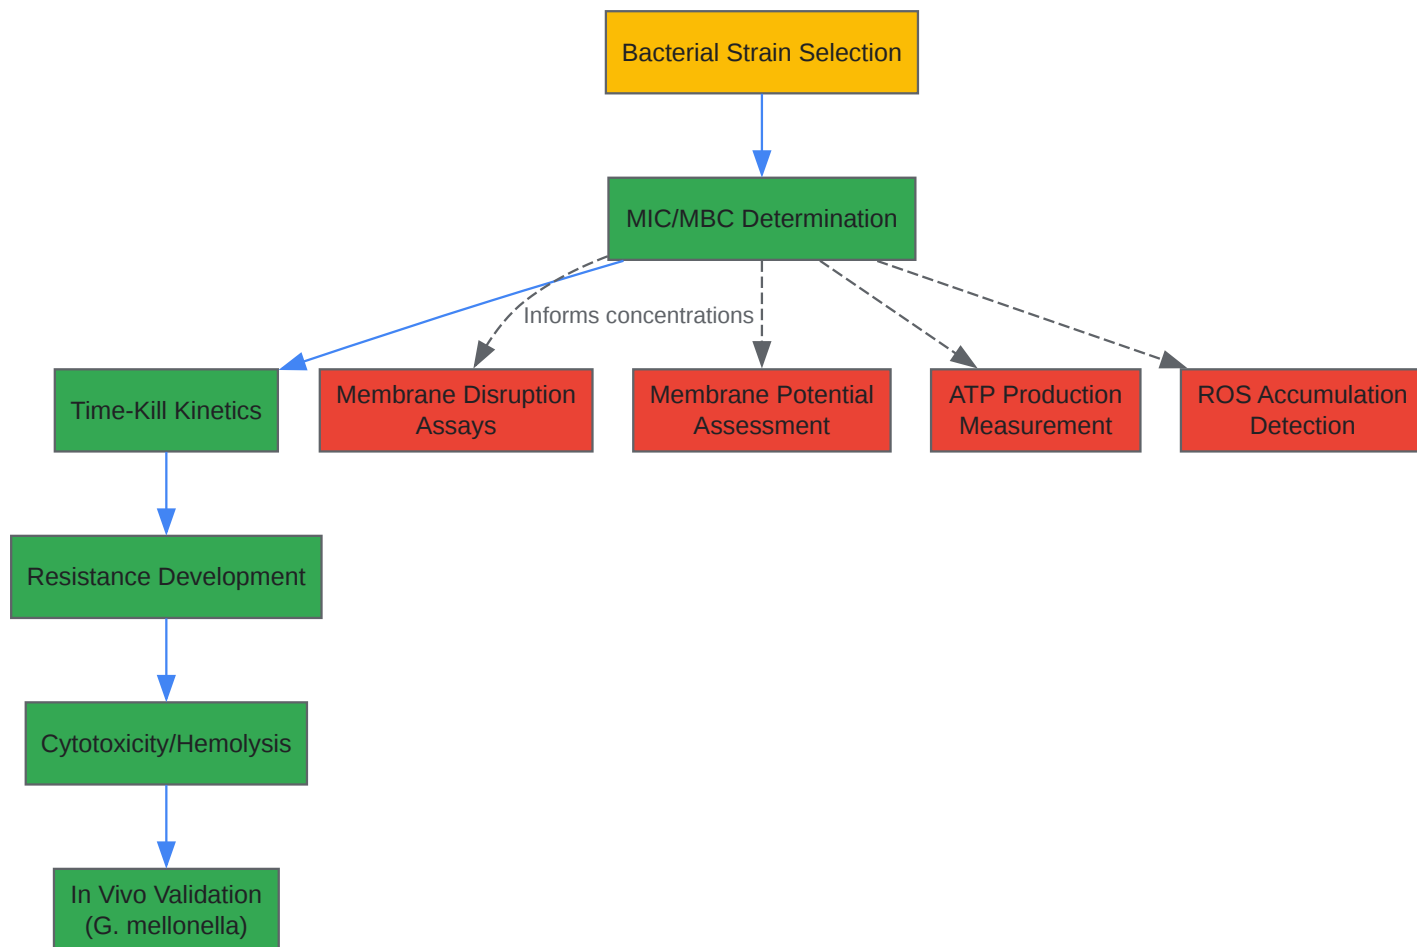 Bacterial Strain Selection
MIC/MBC Determination
Informs concentrations
Time-Kill Kinetics
Membrane Disruption
Assays
Membrane Potential
Assessment
ATP Production
Measurement
ROS Accumulation
Detection
Resistance Development
Cytotoxicity/Hemolysis
In Vivo Validation
(G. mellonella)